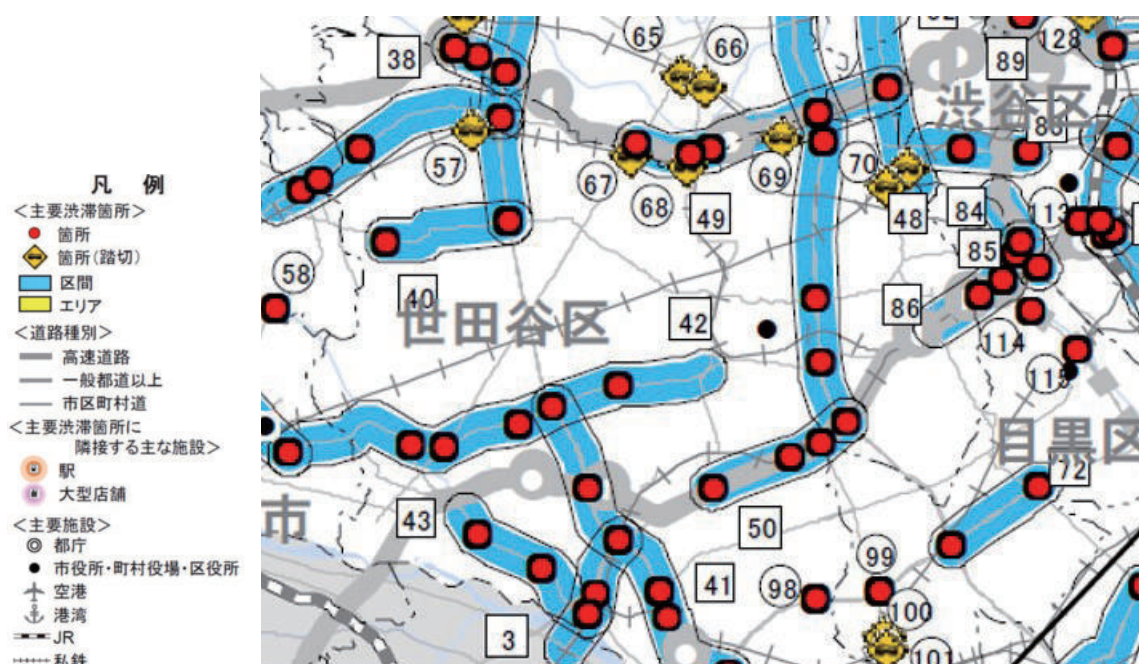 凡 例
＜主要渋滞箇所＞
箇所
箇所(踏切)
区間
エリア
＜道路種別＞
高速道路
一般都道以上
市区町村道
＜主要渋滞箇所に
隣接する主な施設＞
駅
大型店舗
＜主要施設＞
都庁
市役所・町村役場・区役所
空港
港湾
JR
私鉄
38
65
66
89
128
渋谷区
57
67
68
49
69
70
48
84
113
85
58
40
世田谷区
42
86
114
115
目黒区
72
43
市
50
99
98
100
41
3
101